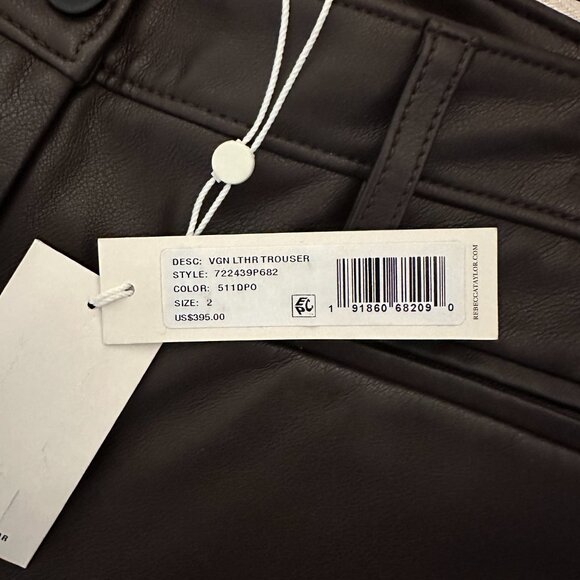 DESC: VGN LTHR TROUSER
STYLE: 722439P682
COLOR: 511DPO
SIZE: 2
US$395.00
EPC
1 91860 68209 0
REBECCATAYLOR.COM
OR